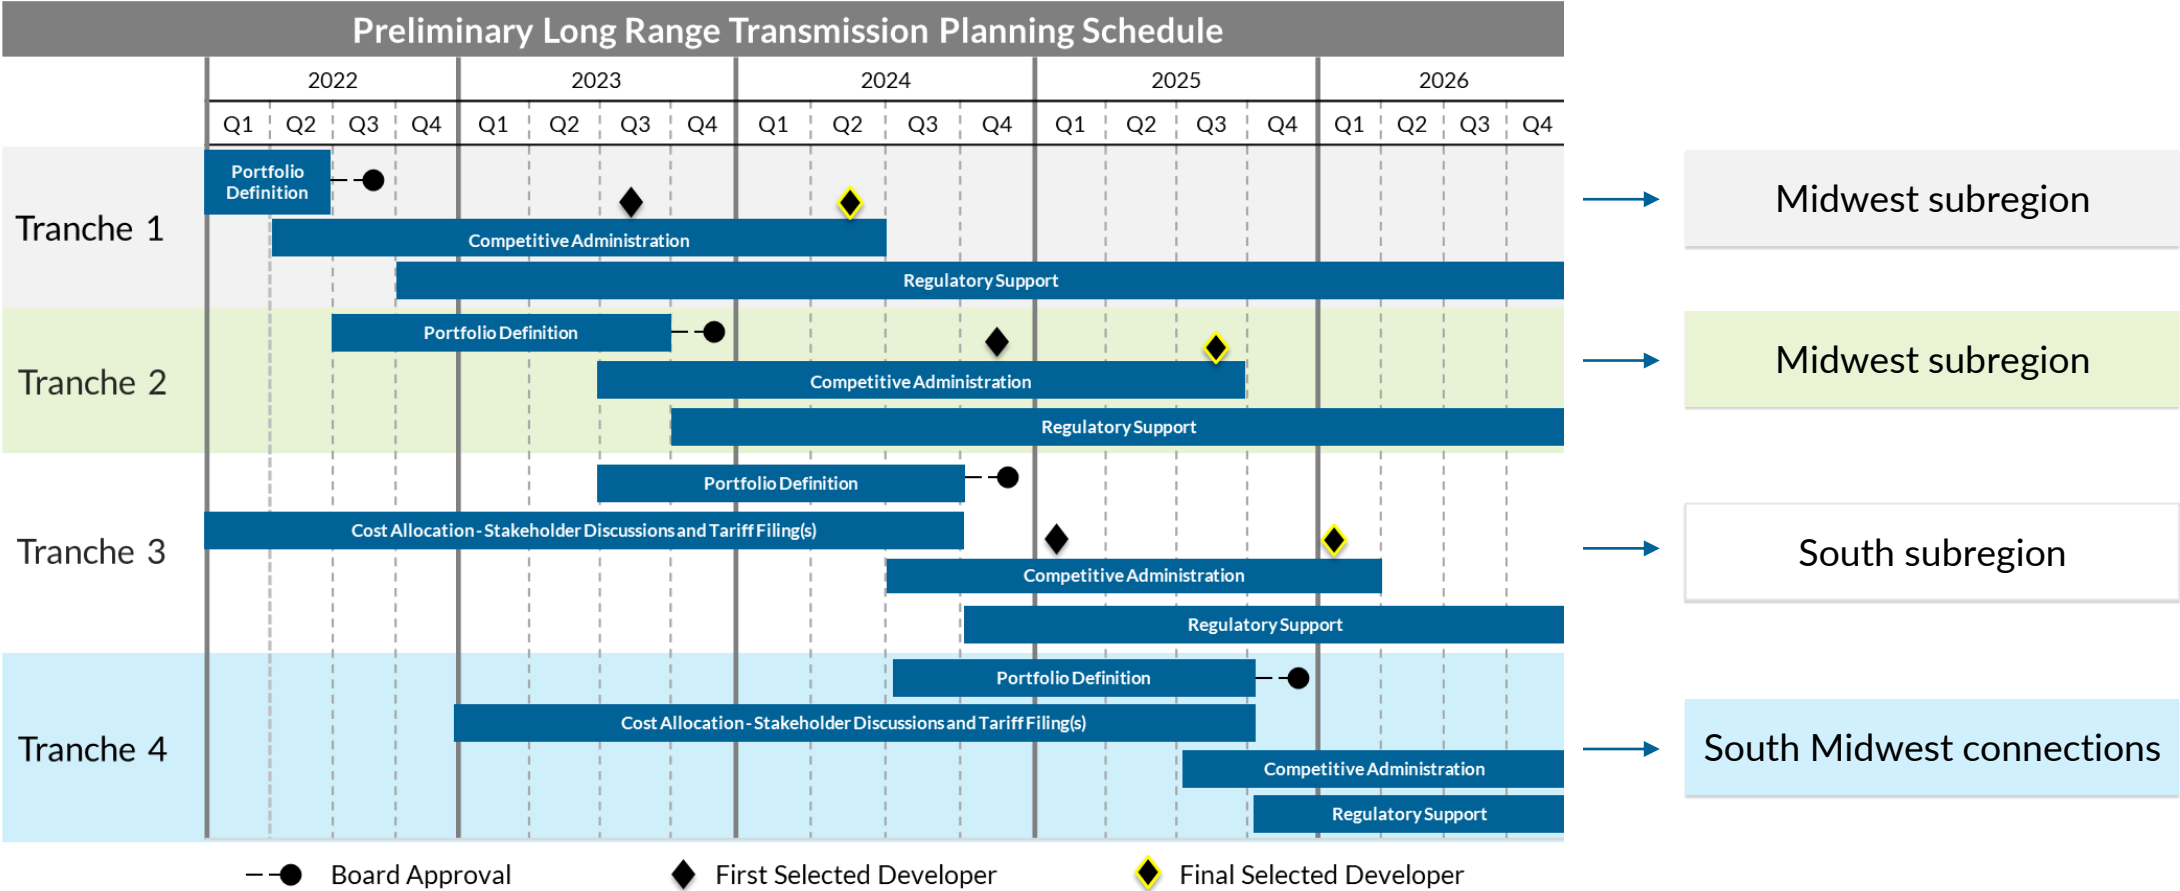 Preliminary Long Range Transmission Planning Schedule
2022 2023 2024 2025 2026
Q1 Q2 Q3 Q4 Q1 Q2 Q3 Q4 Q1 Q2 Q3 Q4 Q1 Q2 Q3 Q4 Q1 Q2 Q3 Q4
Tranche 1
Portfolio
Definition
Competitive Administration
Regulatory Support
Midwest subregion
Tranche 2
Portfolio Definition
Competitive Administration
Regulatory Support
Midwest subregion
Tranche 3
Portfolio Definition
Cost Allocation - Stakeholder Discussions and Tariff Filing(s)
Competitive Administration
Regulatory Support
South subregion
Tranche 4
Portfolio Definition
Cost Allocation - Stakeholder Discussions and Tariff Filing(s)
Competitive Administration
Regulatory Support
South Midwest connections
Board Approval
First Selected Developer
Final Selected Developer